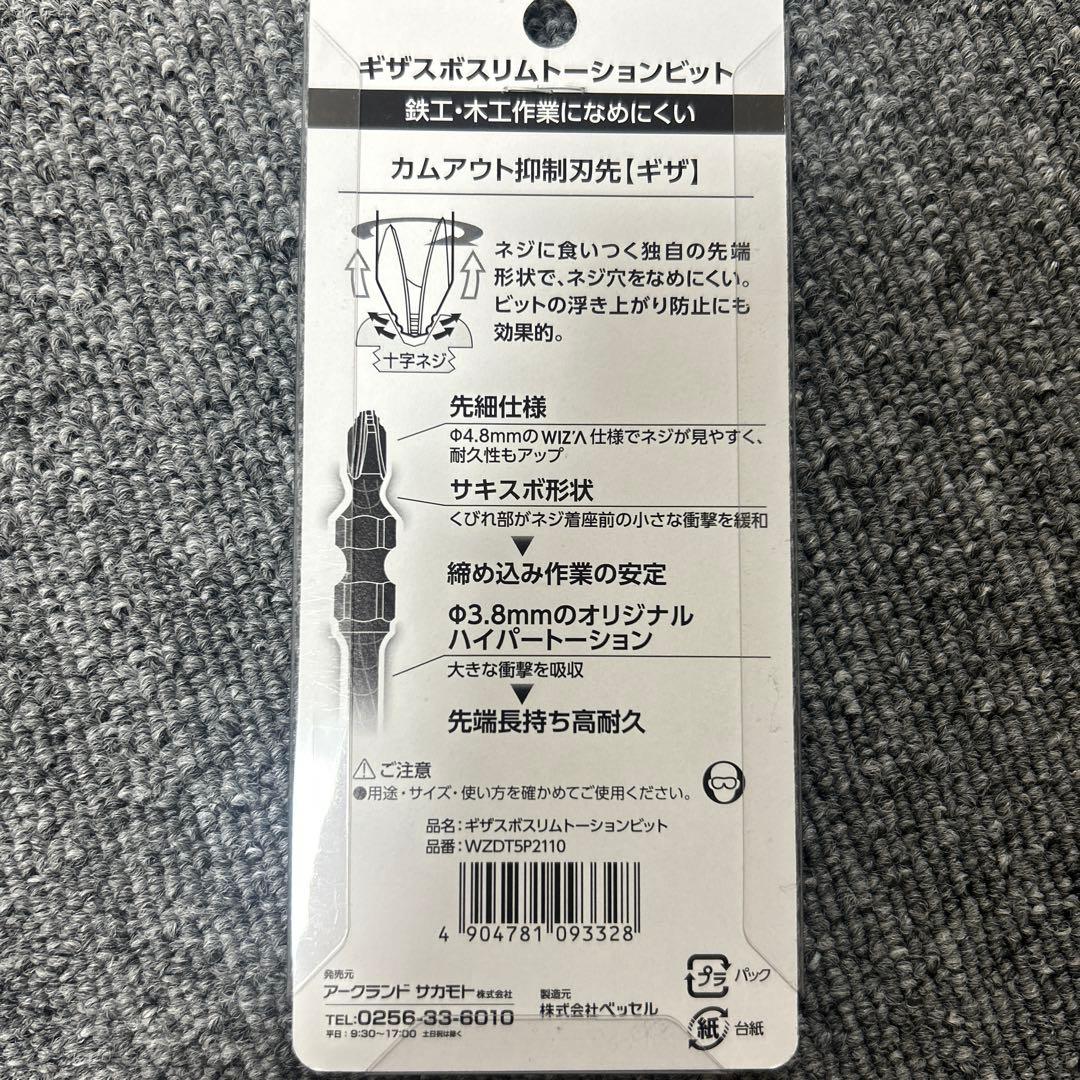 ギザスボスリムトーションビット
鉄工・木工作業になめにくい
カムアウト抑制刃先【ギザ】
ネジに食いつく独自の先端
形状で、ネジ穴をなめにくい。
ビットの浮き上がり防止にも
効果的。
十字ネジ
先細仕様
Φ4.8mmのWIZ'Λ仕様でネジが見やすく、
耐久性もアップ
サキスボ形状
くびれ部がネジ着座前の小さな衝撃を緩和
▼
締め込み作業の安定
Φ3.8mmのオリジナル
ハイパートーション
大きな衝撃を吸収
▼
先端長持ち高耐久
⚠ご注意
●用途・サイズ・使い方を確かめてご使用ください。
品名：ギザスボスリムトーションビット
品番：WZDT5P2110
4 904781 093328
発売元
アークランド サカモト株式会社
TEL:0256-33-6010
平日：9:30～17:00 土日祝は除く
製造元
株式会社ベッセル
プラ パック
紙 台紙